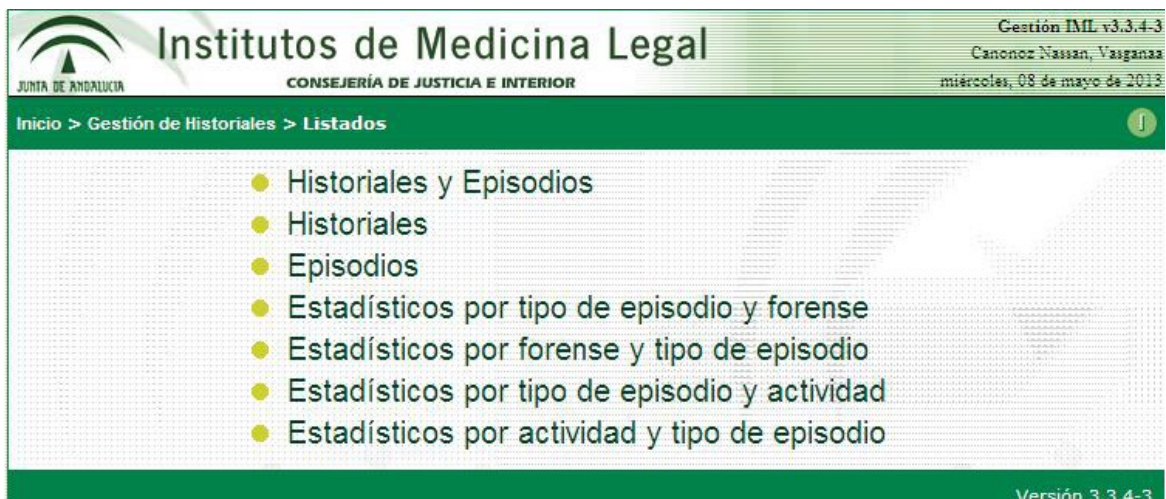 Institutos de Medicina Legal
CONSEJERÍA DE JUSTICIA E INTERIOR
JUNTA DE ANDALUCIA
Gestión IML v3.3.4-3
Canonoz Nassan, Vasganaa
miércoles, 08 de mayo de 2013
Inicio > Gestión de Historiales > Listados
Historiales y Episodios
Historiales
Episodios
Estadísticos por tipo de episodio y forense
Estadísticos por forense y tipo de episodio
Estadísticos por tipo de episodio y actividad
Estadísticos por actividad y tipo de episodio
Versión 3.3.4-3